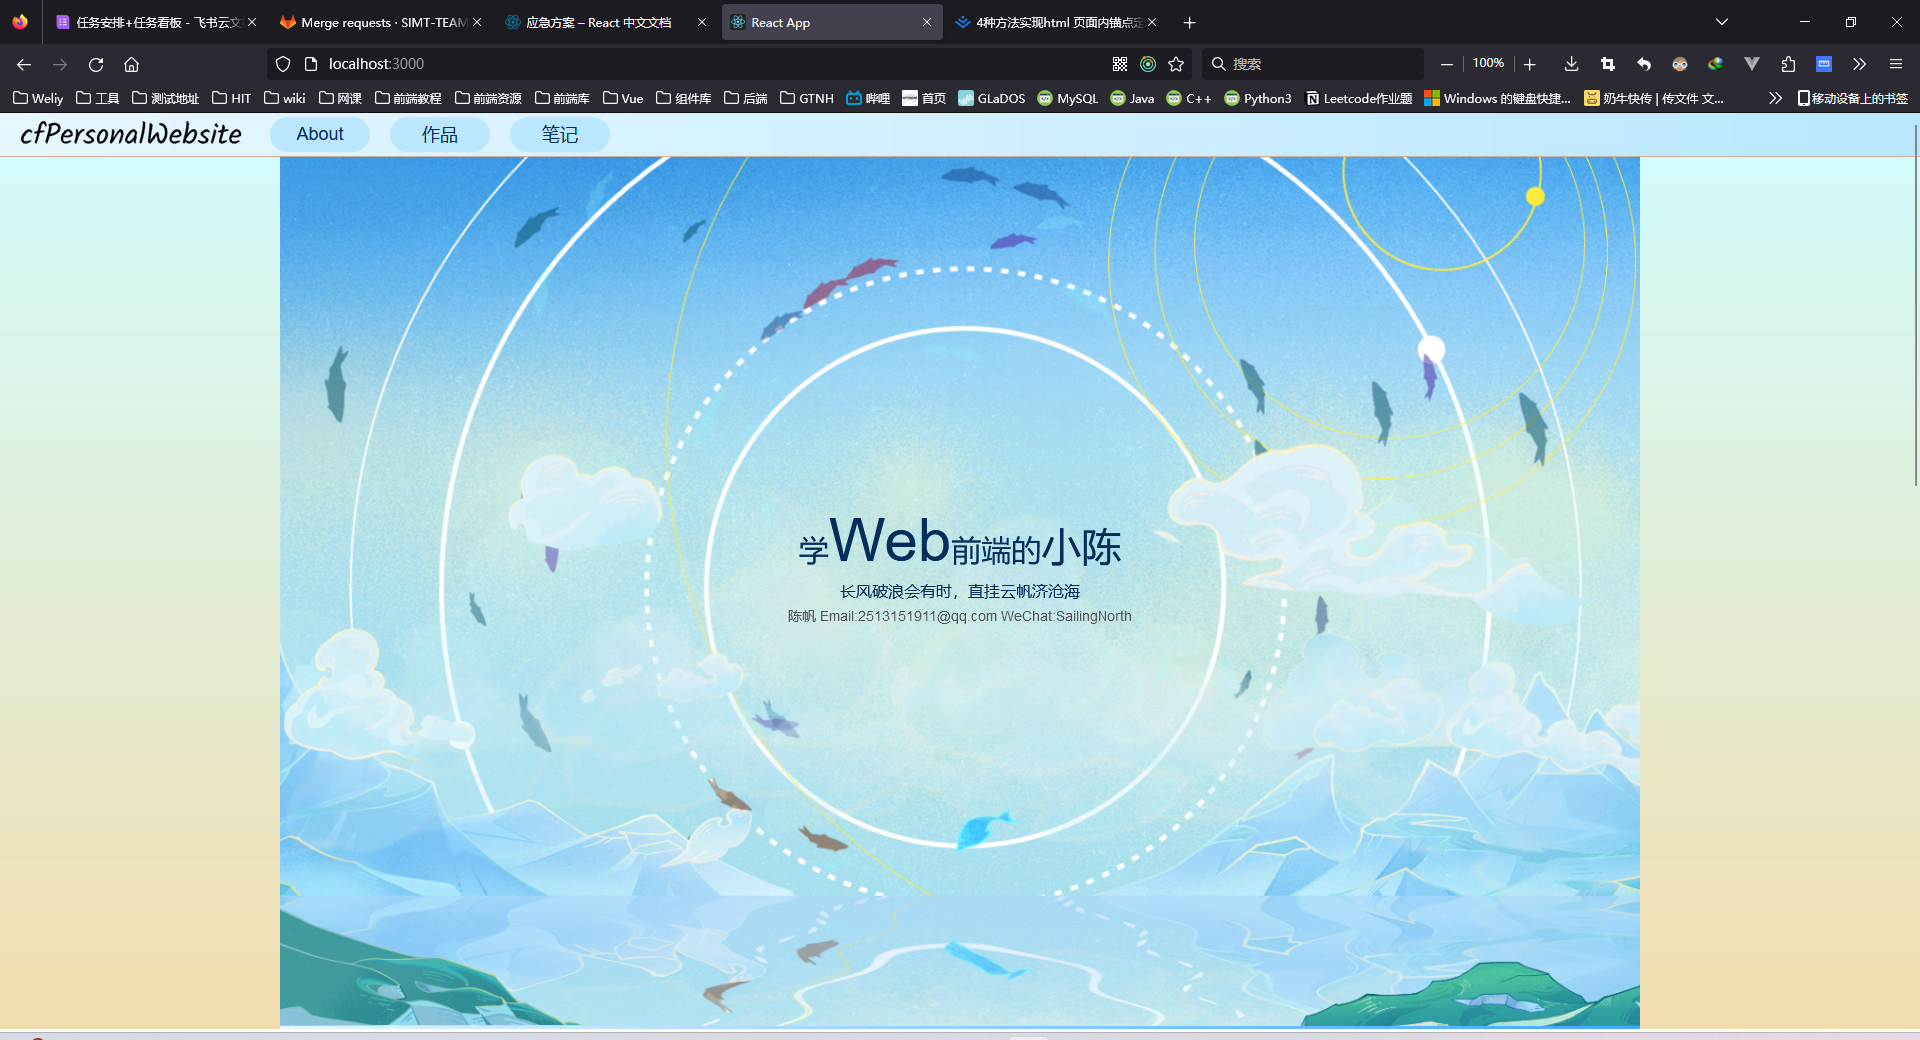 任务安排+任务看板 - 飞书云文
Merge requests · SIMT-TEAM
应急方案 – React 中文文档
React App
4种方法实现html 页面内锚点定
localhost:3000
搜索
100%
Weliy
工具
测试地址
HIT
wiki
网课
前端教程
前端资源
前端库
Vue
组件库
后端
GTNH
哔哩
首页
GLaDOS
MySQL
Java
C++
Python3
Leetcode作业题
Windows 的键盘快捷...
奶牛快传 | 传文件 文...
移动设备上的书签
cfPersonalWebsite
About
作品
笔记
学Web前端的小陈
长风破浪会有时，直挂云帆济沧海
陈帆 Email:2513151911@qq.com WeChat:SailingNorth